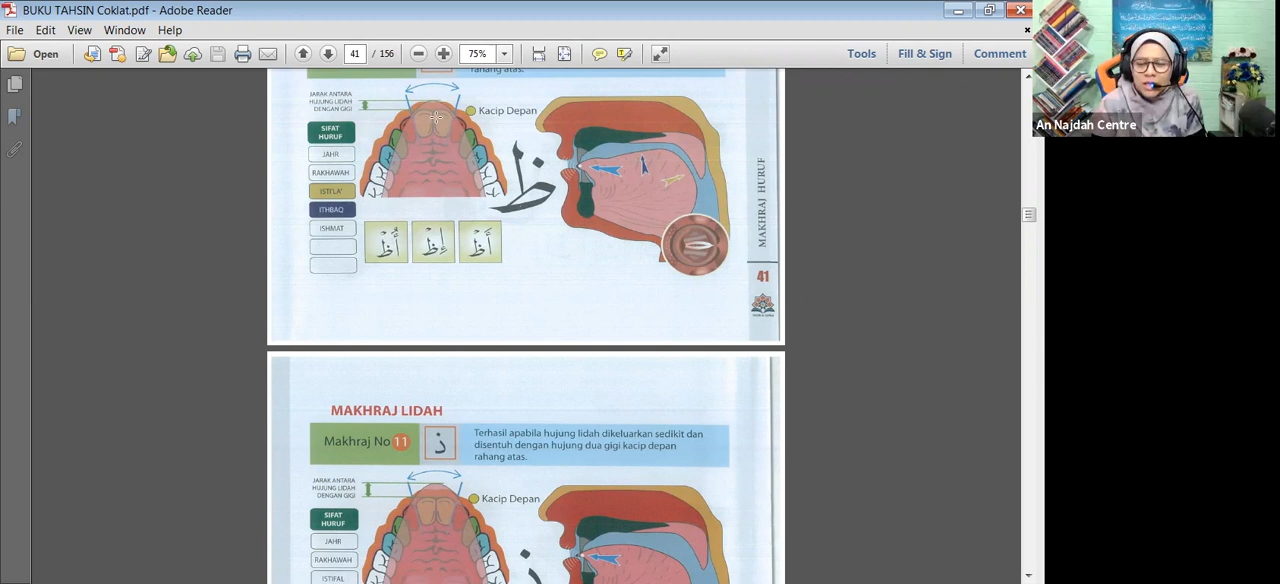 BUKU TAHSIN Coklat.pdf - Adobe Reader
File Edit View Window Help
Open 41 / 156 75% Tools Fill & Sign Comment
An Najdah Centre
rahang atas.
JARAK ANTARA
HUJUNG LIDAH
DENGAN GIGI
Kacip Depan
SIFAT
HURUF
JAHR
RAKHAWAH
ISTI'LA'
ITHBAQ
ISHMAT
ظ
أُظْ إِظْ أَظْ
MAKHRAJ HURUF
41
MAKHRAJ LIDAH
Makhraj No 11
ذ
Terhasil apabila hujung lidah dikeluarkan sedikit dan
disentuh dengan hujung dua gigi kacip depan
rahang atas.
JARAK ANTARA
HUJUNG LIDAH
DENGAN GIGI
Kacip Depan
SIFAT
HURUF
JAHR
RAKHAWAH
ISTIFAL